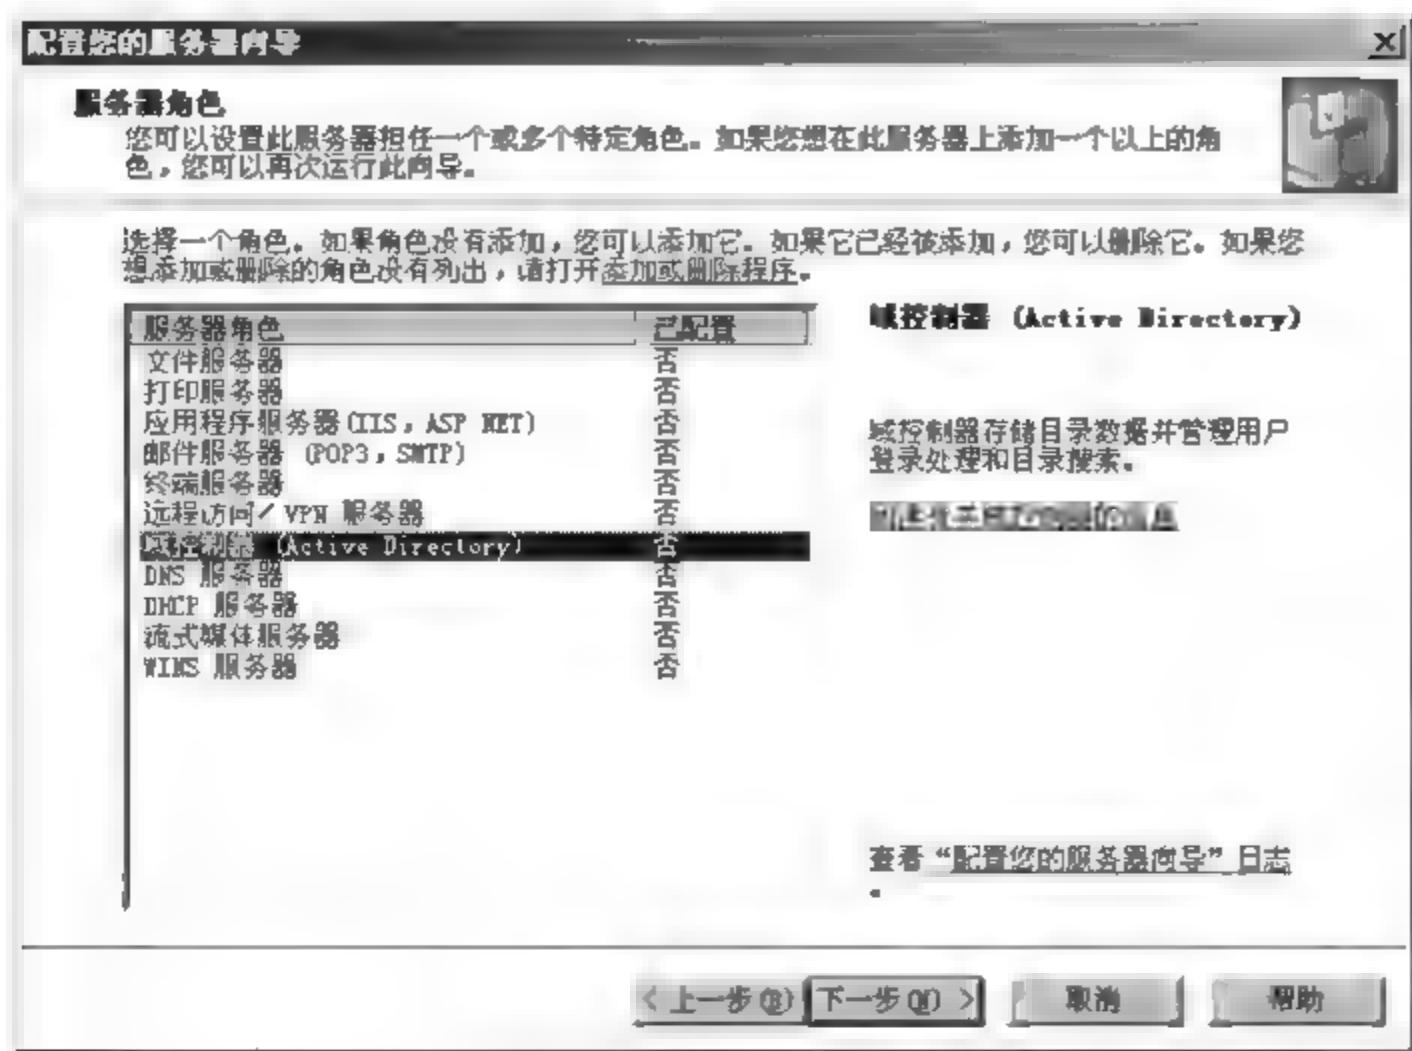 配置您的服务器向导
服务器角色
您可以设置此服务器担任一个或多个特定角色。如果您想在此服务器上添加一个以上的角
色，您可以再次运行此向导。
选择一个角色。如果角色没有添加，您可以添加它。如果它已经被添加，您可以删除它。如果您
想添加或删除的角色没有列出，请打开添加或删除程序。
服务器角色 已配置
文件服务器 否
打印服务器 否
应用程序服务器(IIS，ASP NET) 否
邮件服务器 (POP3，SMTP) 否
终端服务器 否
远程访问/ VPN 服务器 否
域控制器 (Active Directory) 否
DNS 服务器 否
DHCP 服务器 否
流式媒体服务器 否
WINS 服务器 否
域控制器 (Active Directory)
域控制器存储目录数据并管理用户
登录处理和目录搜索。
查看“配置您的服务器向导”日志
。
< 上一步(B) 下一步(N) > 取消 帮助